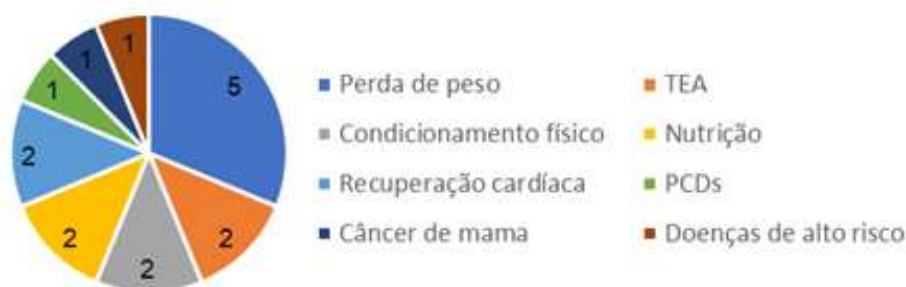 1 1
1 5
2
2 2
2
Perda de peso TEA
Condicionamento físico Nutrição
Recuperação cardíaca PCDs
Câncer de mama Doenças de alto risco